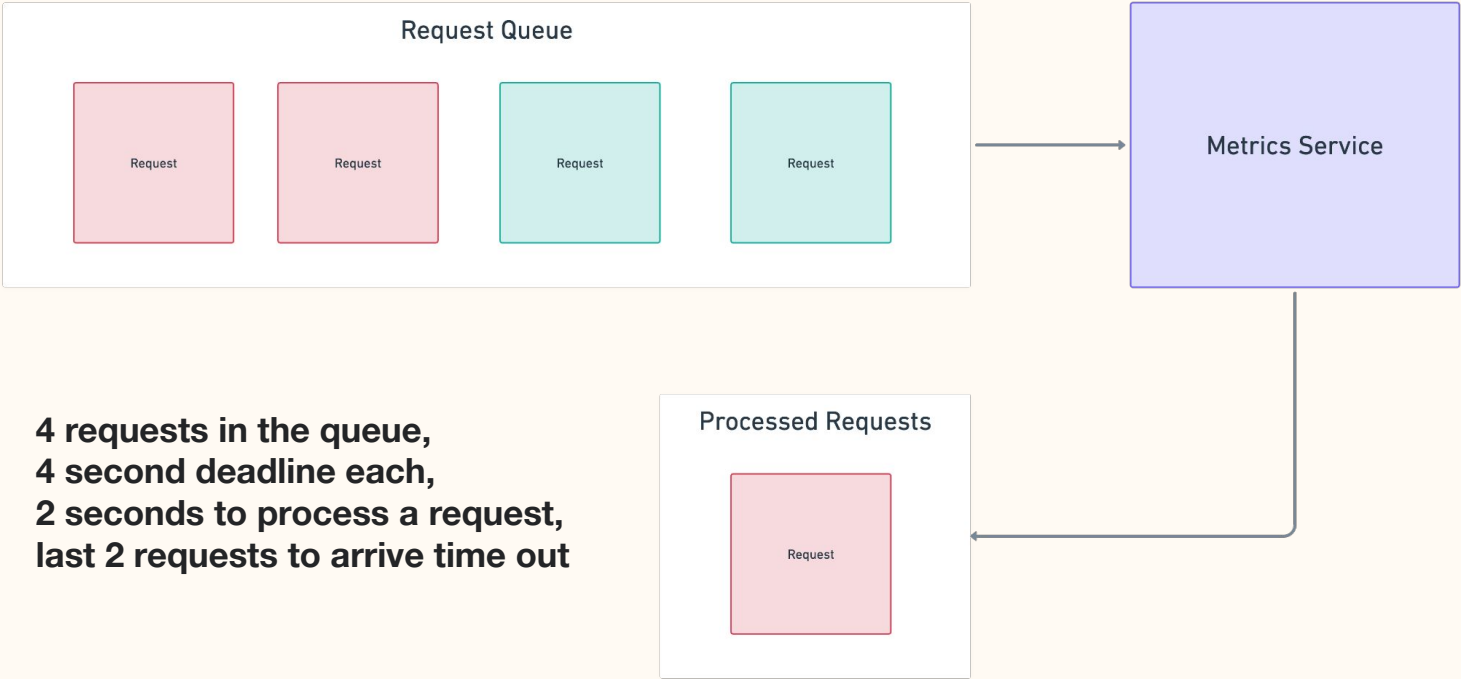 Request Queue
Request
Request
Request
Request
Metrics Service
4 requests in the queue,
4 second deadline each,
2 seconds to process a request,
last 2 requests to arrive time out
Processed Requests
Request